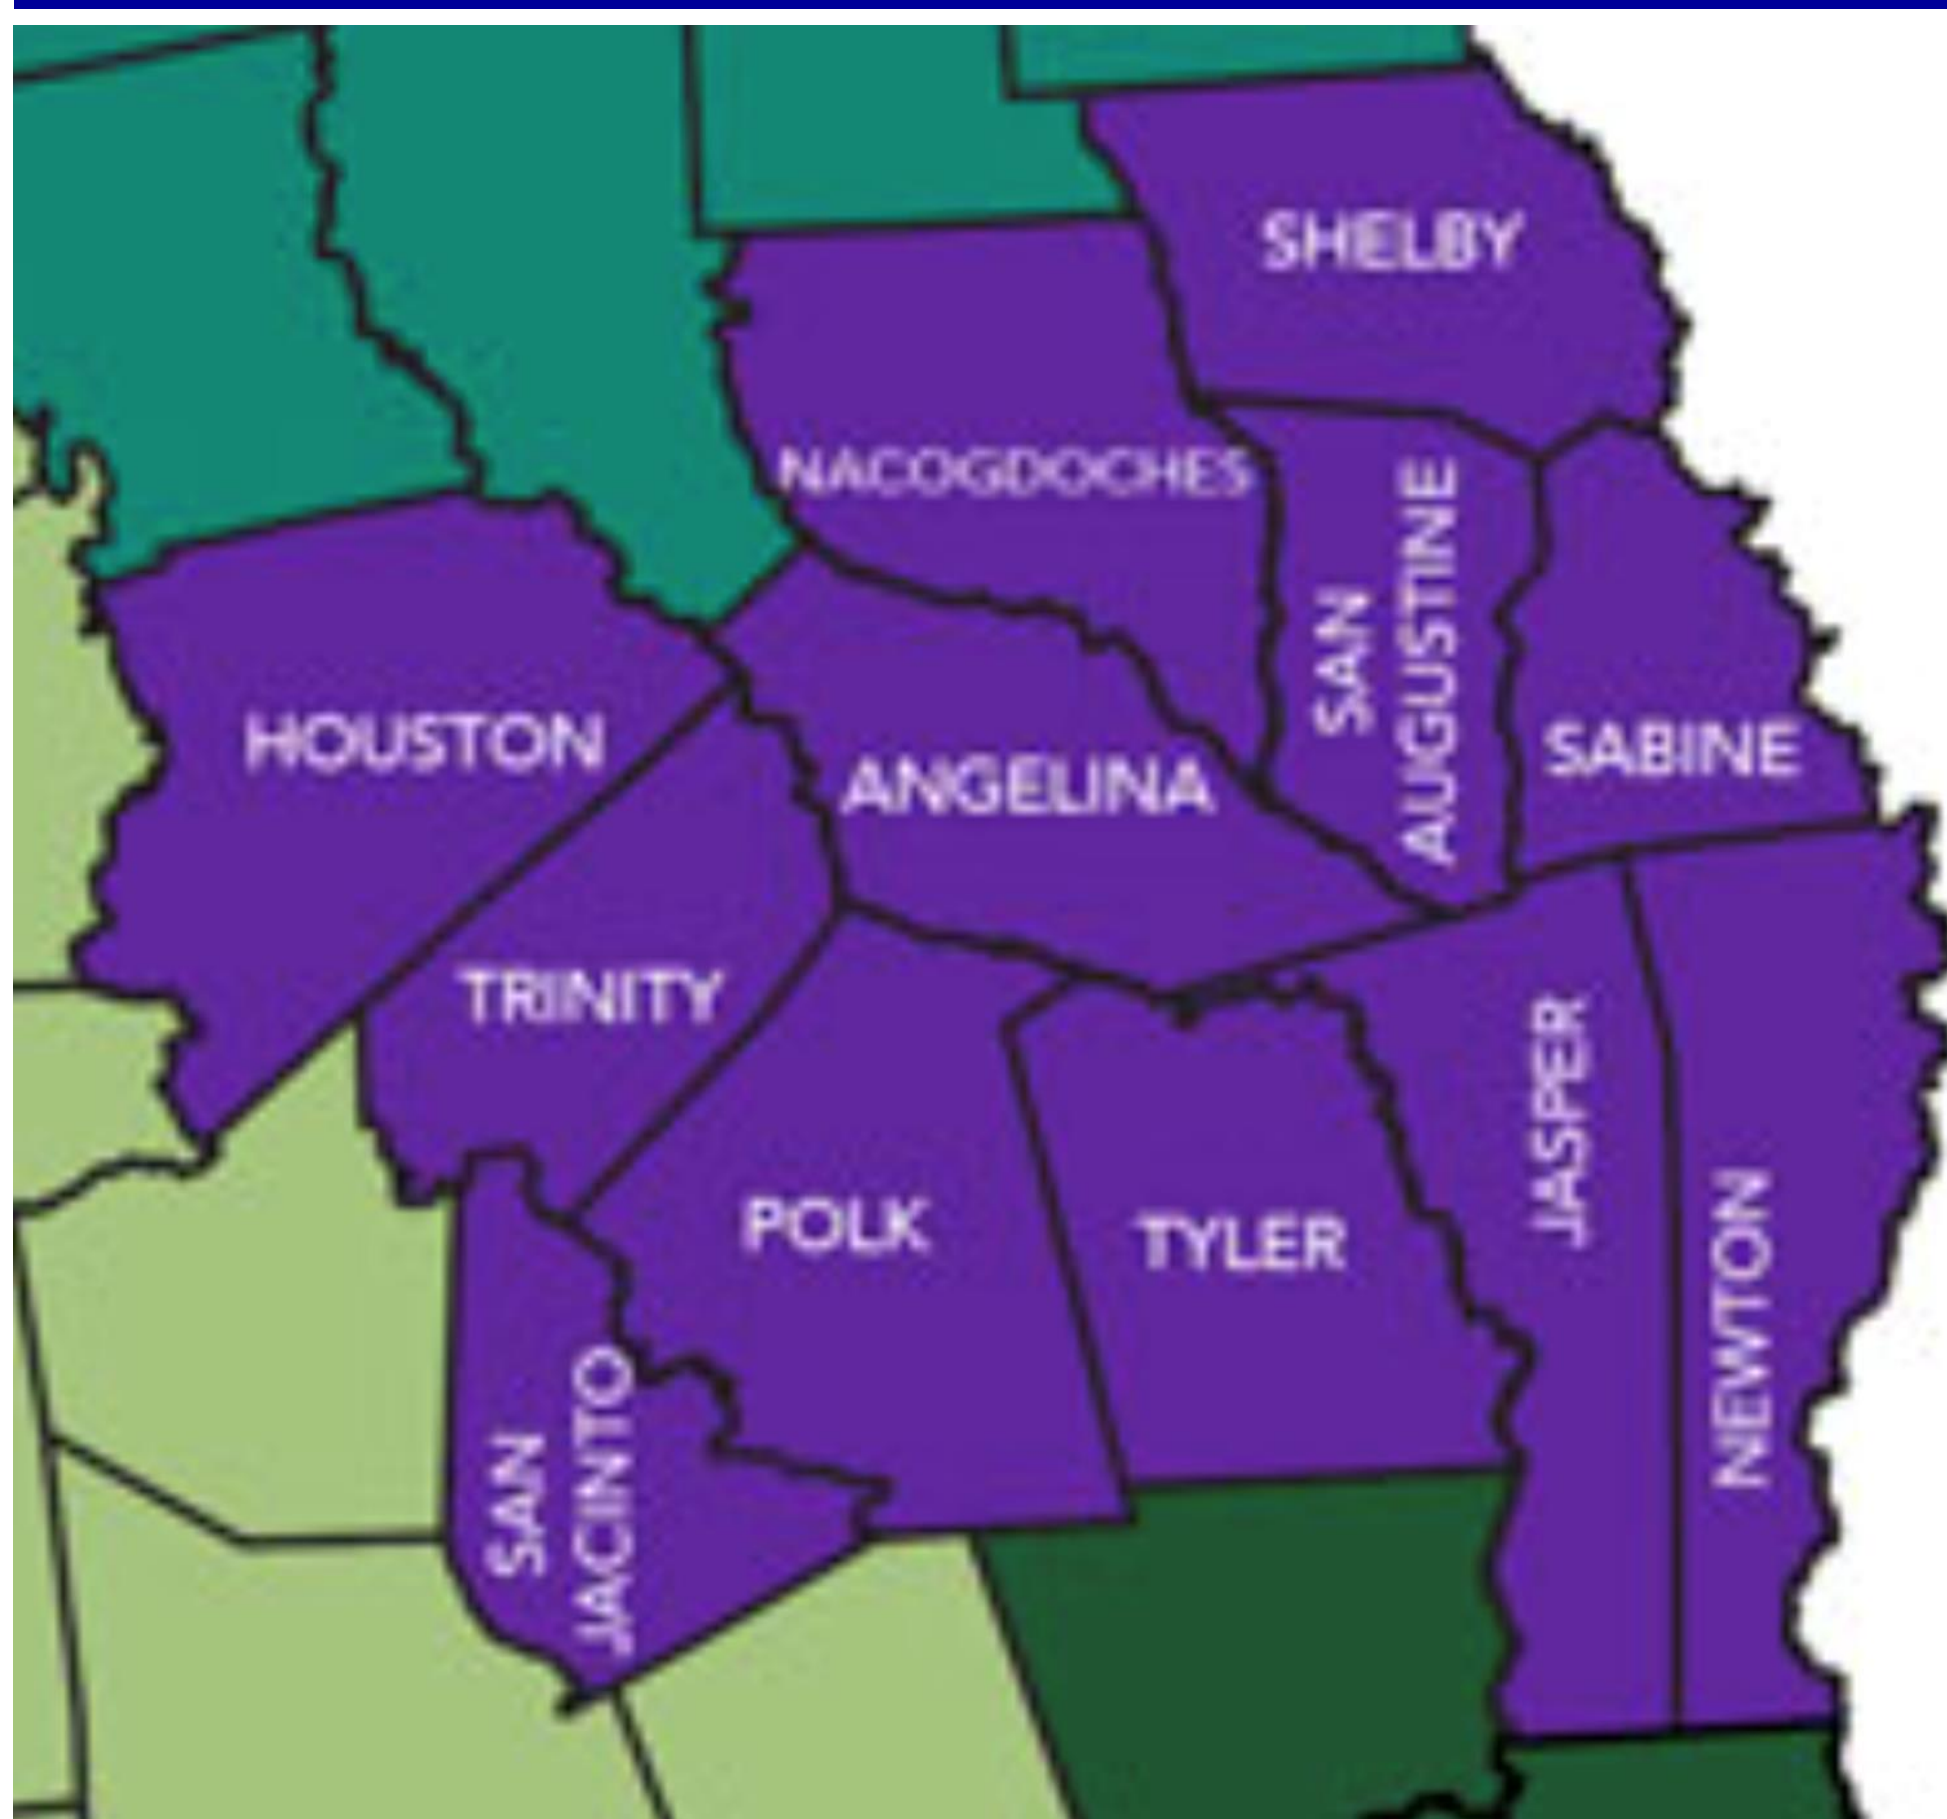 SHELBY
NACOGDOCHES
SAN
AUGUSTINE
SABINE
HOUSTON
ANGELINA
TRINITY
JASPER
POLK
TYLER
NEWTON
SAN
JACINTO